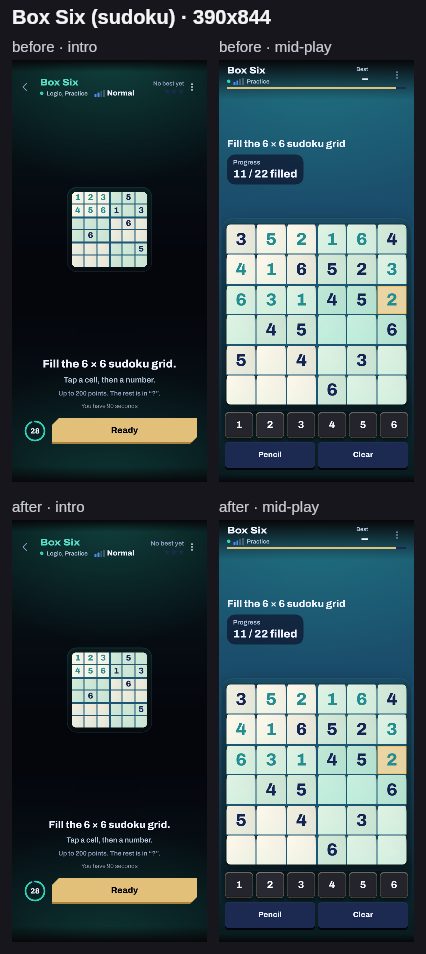 Box Six (sudoku) · 390x844
before · intro
before · mid-play
Box Six
Logic, Practice Normal
No best yet
1 2 3 5
4 5 6 1 3
6
6
5
Fill the 6 × 6 sudoku grid.
Tap a cell, then a number.
Up to 200 points. The rest is in "?".
You have 90 seconds
28
Ready
Box Six
Practice
Best
–
Fill the 6 × 6 sudoku grid
Progress
11 / 22 filled
3 5 2 1 6 4
4 1 6 5 2 3
6 3 1 4 5 2
4 5 6
5 4 3
6
1 2 3 4 5 6
Pencil Clear
after · intro
after · mid-play
Box Six
Logic, Practice Normal
No best yet
1 2 3 5
4 5 6 1 3
6
6
5
Fill the 6 × 6 sudoku grid.
Tap a cell, then a number.
Up to 200 points. The rest is in "?".
You have 90 seconds
28
Ready
Box Six
Practice
Best
–
Fill the 6 × 6 sudoku grid
Progress
11 / 22 filled
3 5 2 1 6 4
4 1 6 5 2 3
6 3 1 4 5 2
4 5 6
5 4 3
6
1 2 3 4 5 6
Pencil Clear